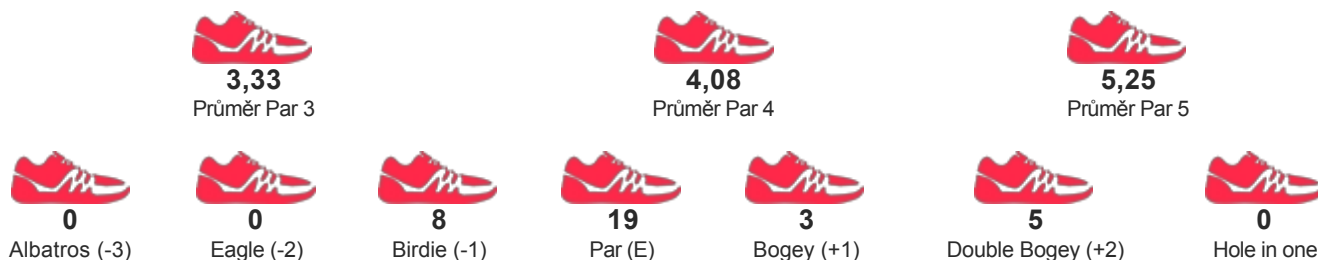 3,33
Průměr Par 3
4,08
Průměr Par 4
5,25
Průměr Par 5
0
Albatros (-3)
0
Eagle (-2)
8
Birdie (-1)
19
Par (E)
3
Bogey (+1)
5
Double Bogey (+2)
0
Hole in one